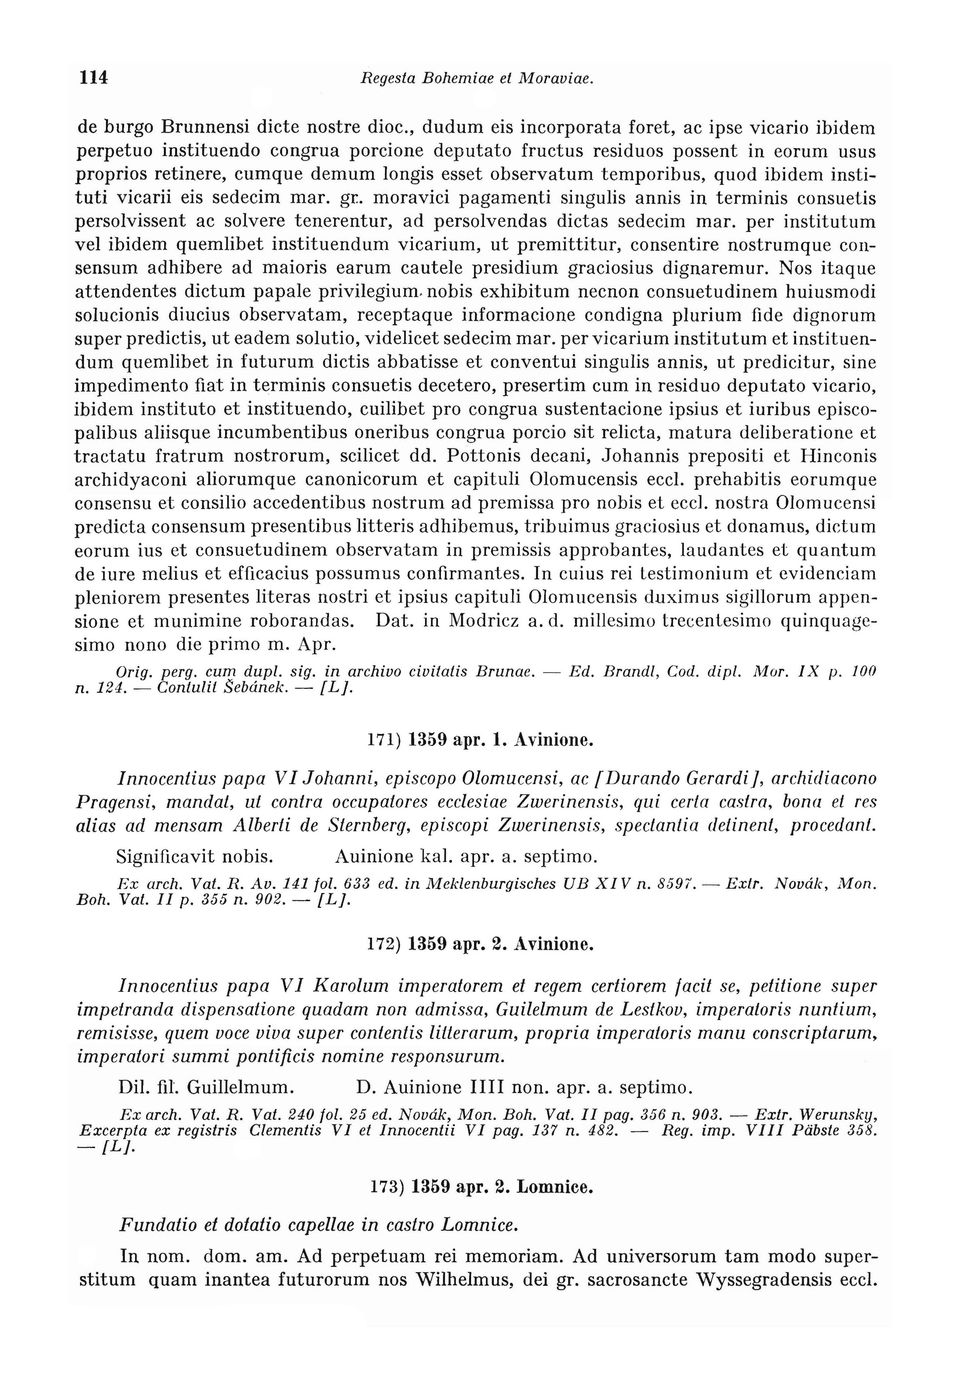 114 Regesta Bohemiae et Moraviae.
de burgo Brunnensi dicte nostre dioc., dudum eis incorporata foret, ac ipse vicario ibidem
perpetuo instituendo congrua porcione deputato fructus residuos possent in eorum usus
proprios retinere, cumque demum longis esset observatum temporibus, quod ibidem insti-
tuti vicarii eis sedecim mar. gr. moravici pagamenti singulis annis in terminis consuetis
persolvissent ac solvere tenerentur, ad persolvendas dictas sedecim mar. per institutum
vel ibidem quemlibet instituendum vicarium, ut premittitur, consentire nostrumque con-
sensum adhibere ad maioris earum cautele presidium graciosius dignaremur. Nos itaque
attendentes dictum papale privilegium nobis exhibitum necnon consuetudinem huiusmodi
solucionis diucius observatam, receptaque informacione condigna plurium fide dignorum
super predictis, ut eadem solutio, videlicet sedecim mar. per vicarium institutum et instituen-
dum quemlibet in futurum dictis abbatisse et conventui singulis annis, ut predicitur, sine
impedimento fiat in terminis consuetis decetero, presertim cum in residuo deputato vicario,
ibidem instituto et instituendo, cuilibet pro congrua sustentacione ipsius et iuribus episco-
palibus aliisque incumbentibus oneribus congrua porcio sit relicta, matura deliberatione et
tractatu fratrum nostrorum, scilicet dd. Pottonis decani, Johannis prepositi et Hinconis
archidyaconi aliorumque canonicorum et capituli Olomucensis eccl. prehabitis eorumque
consensu et consilio accedentibus nostrum ad premissa pro nobis et eccl. nostra Olomucensi
predicta consensum presentibus litteris adhibemus, tribuimus graciosius et donamus, dictum
eorum ius et consuetudinem observatam in premissis approbantes, laudantes et quantum
de iure melius et efficacius possumus confirmantes. In cuius rei testimonium et evidenciam
pleniorem presentes literas nostri et ipsius capituli Olomucensis duximus sigillorum appen-
sione et munimine roborandas. Dat. in Modricz a. d. millesimo trecentesimo quinquage-
simo nono die primo m. Apr.
Orig. perg. cum dupl. sig. in archivo civitatis Brunae. — Ed. Brandl, Cod. dipl. Mor. IX p. 100
n. 124. — Contulit Šebánek. — [L].
171) 1359 apr. 1. Avinione.
Innocentius papa VI Johanni, episcopo Olomucensi, ac [Durando Gerardi], archidiacono
Pragensi, mandat, ut contra occupatores ecclesiae Zwerinensis, qui certa castra, bona et res
alias ad mensam Alberti de Sternberg, episcopi Zwerinensis, spectantia detinent, procedant.
Significavit nobis. Auinione kal. apr. a. septimo.
Ex arch. Vat. R. Av. 141 fol. 633 ed. in Meklenburgisches UB XIV n. 8597. — Extr. Novák, Mon.
Boh. Vat. II p. 355 n. 902. — [L].
172) 1359 apr. 2. Avinione.
Innocentius papa VI Karolum imperatorem et regem certiorem facit se, petitione super
impetranda dispensatione quadam non admissa, Guilelmum de Lestkov, imperatoris nuntium,
remisisse, quem voce viva super contentis litterarum, propria imperatoris manu conscriptarum,
imperatori summi pontificis nomine responsurum.
Dil. fil. Guillelmum. D. Auinione IIII non. apr. a. septimo.
Ex arch. Vat. R. Vat. 240 fol. 25 ed. Novák, Mon. Boh. Vat. II pag. 356 n. 903. — Extr. Werunsky,
Excerpta ex registris Clementis VI et Innocentii VI pag. 137 n. 482. — Reg. imp. VIII Päbste 358.
— [L].
173) 1359 apr. 2. Lomnice.
Fundatio et dotatio capellae in castro Lomnice.
In nom. dom. am. Ad perpetuam rei memoriam. Ad universorum tam modo super-
stitum quam inantea futurorum nos Wilhelmus, dei gr. sacrosancte Wyssegradensis eccl.